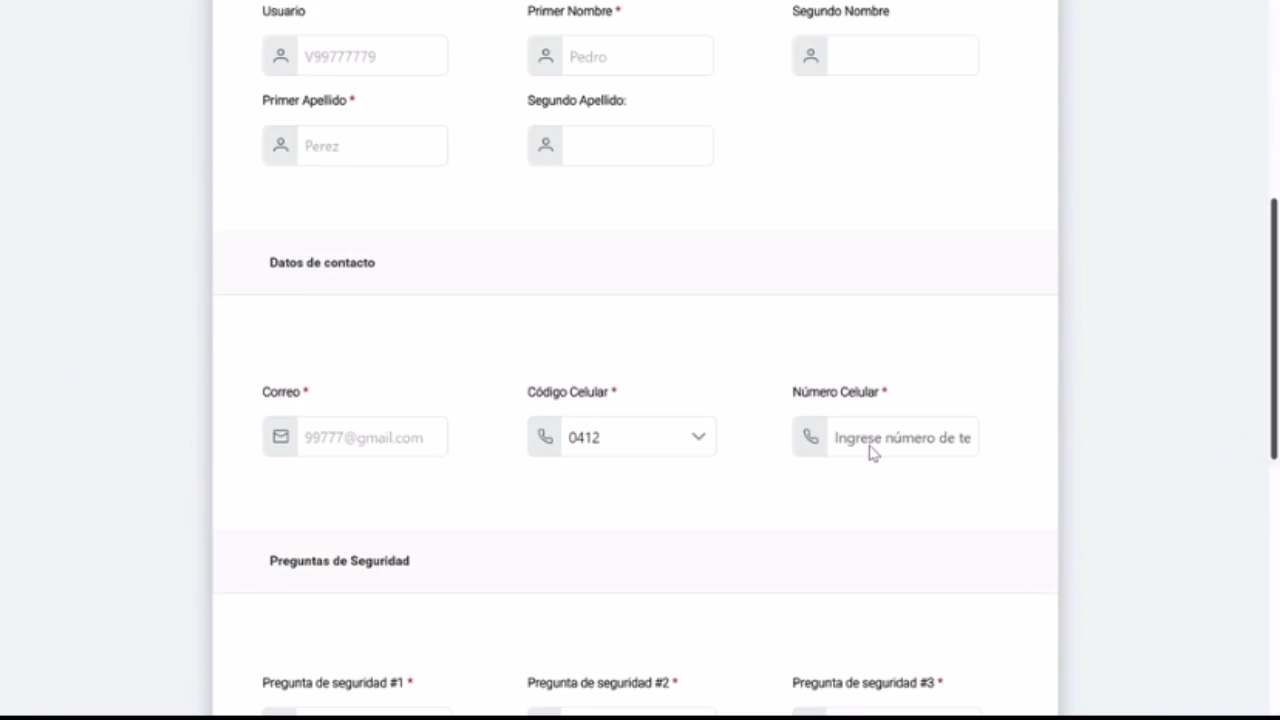 Usuario
Primer Nombre *
Segundo Nombre
V99777779
Pedro
Primer Apellido *
Segundo Apellido:
Perez
Datos de contacto
Correo *
Código Celular *
Número Celular *
99777@gmail.com
0412
Ingrese número de te
Preguntas de Seguridad
Pregunta de seguridad #1 *
Pregunta de seguridad #2 *
Pregunta de seguridad #3 *